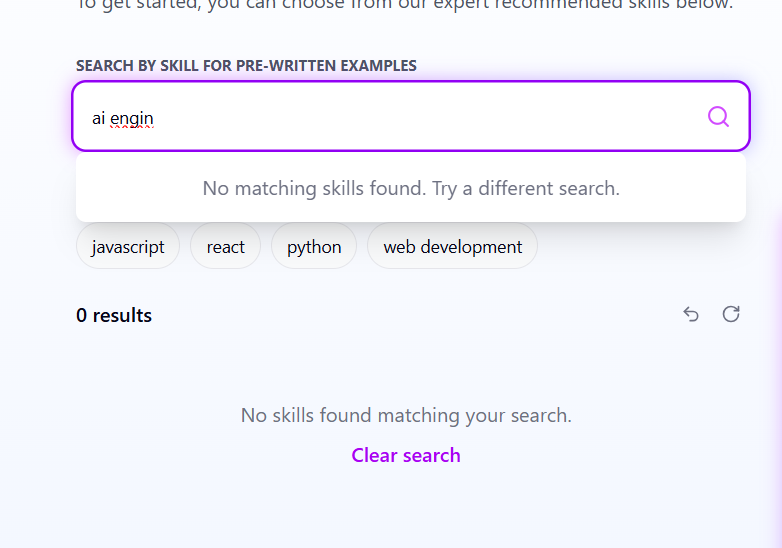 To get started, you can choose from our expert recommended skills below.
SEARCH BY SKILL FOR PRE-WRITTEN EXAMPLES
ai engin
No matching skills found. Try a different search.
javascript react python web development
0 results
No skills found matching your search.
Clear search